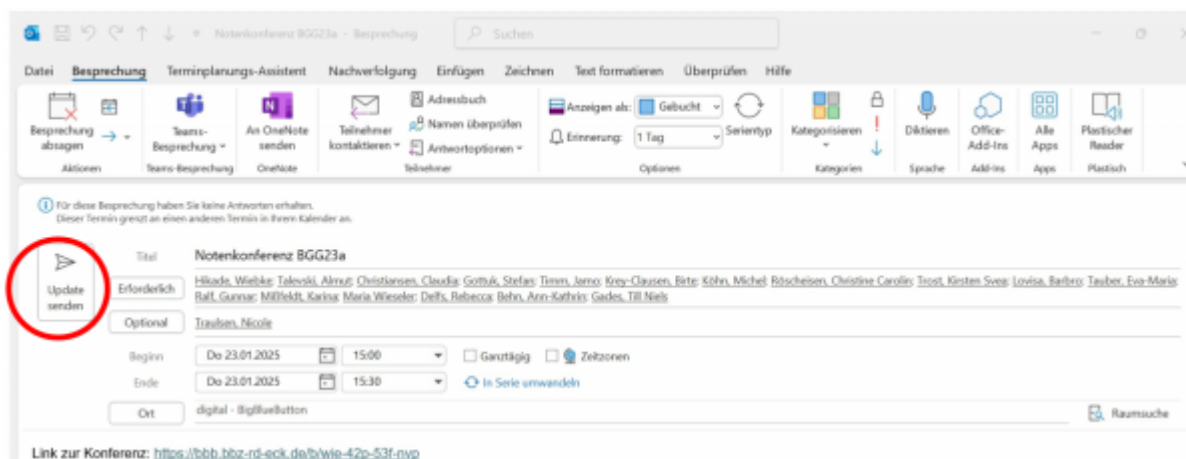 Notenkonferenz BGG23a - Besprechung
Suchen
Datei Besprechung Terminplanungs-Assistent Nachverfolgung Einfügen Zeichnen Text formatieren Überprüfen Hilfe
Besprechung absagen
Teams-Besprechung
An OneNote senden
Teilnehmer kontaktieren
Adressbuch
Namen überprüfen
Antwortoptionen
Anzeigen als: Gebucht
Erinnerung: 1 Tag
Serientyp
Kategorisieren
Diktieren
Office-Add-Ins
Alle Apps
Plastischer Reader
Aktionen Teams-Besprechung OneNote Teilnehmer Optionen Kategorien Sprache Add-Ins Apps Plastisch
Für diese Besprechung haben Sie keine Antworten erhalten.
Dieser Termin grenzt an einen anderen Termin in Ihrem Kalender an.
Update senden
Titel Notenkonferenz BGG23a
Erforderlich Hikade, Wiebke; Talevski, Almut; Christiansen, Claudia; Gottuk, Stefan; Timm, Jarno; Krey-Clausen, Birte; Köhn, Michel; Röscheisen, Christine Carolin; Trost, Kirsten Svea; Lovisa, Barbro; Tauber, Eva-Maria;
Ralf, Gunnar; Millfeldt, Karina; Maria Wieseler; Delfs, Rebecca; Behn, Ann-Kathrin; Gades, Till Niels
Optional Traulsen, Nicole
Beginn Do 23.01.2025 15:00 Ganztägig Zeitzonen
Ende Do 23.01.2025 15:30 In Serie umwandeln
Ort digital - BigBlueButton Raumsuche
Link zur Konferenz: https://bbb.bbz-rd-eck.de/b/wie-42p-53f-nvp